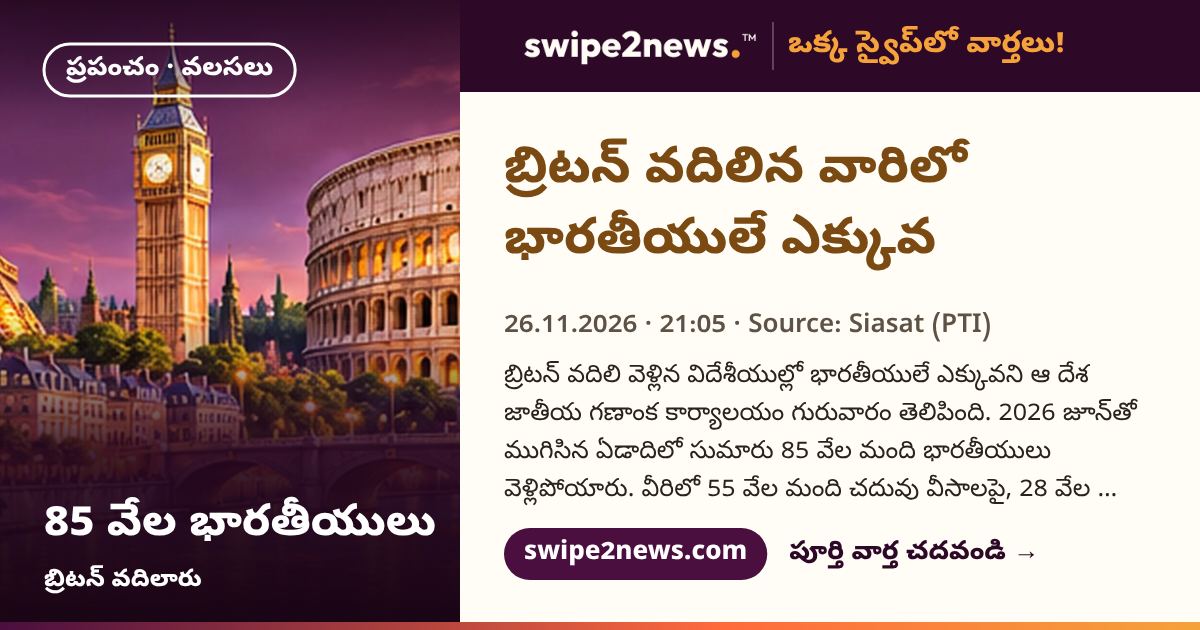 ప్రపంచం · వలసలు
85 వేల భారతీయులు
బ్రిటన్ వదిలారు
swipe2news.™ ఒక్క స్వైప్‌లో వార్తలు!
బ్రిటన్ వదిలిన వారిలో
భారతీయులే ఎక్కువ
26.11.2026 · 21:05 · Source: Siasat (PTI)
బ్రిటన్ వదిలి వెళ్లిన విదేశీయుల్లో భారతీయులే ఎక్కువని ఆ దేశ
జాతీయ గణాంక కార్యాలయం గురువారం తెలిపింది. 2026 జూన్‌తో
ముగిసిన ఏడాదిలో సుమారు 85 వేల మంది భారతీయులు
వెళ్లిపోయారు. వీరిలో 55 వేల మంది చదువు వీసాలపై, 28 వేల ...
swipe2news.com పూర్తి వార్త చదవండి →